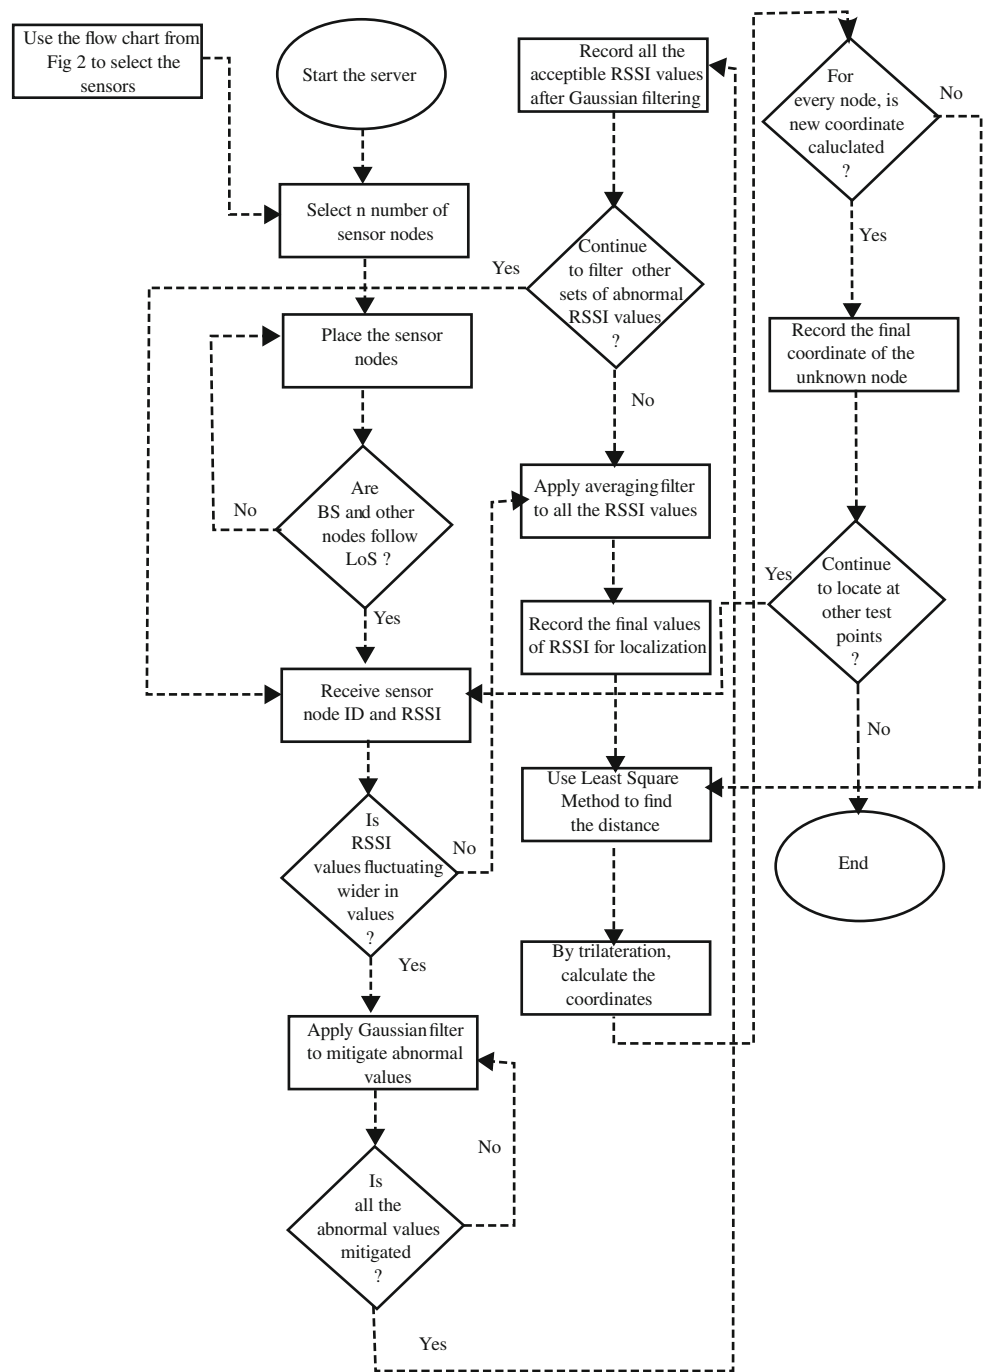 Use the flow chart from
Fig 2 to select the
sensors
Start the server
Select n number of
sensor nodes
Place the sensor
nodes
Are
BS and other
nodes follow
LoS ?
No
Yes
Receive sensor
node ID and RSSI
Is
RSSI
values fluctuating
wider in
values
?
No
Yes
Apply Gaussian filter
to mitigate abnormal
values
Is
all the
abnormal values
mitigated
?
No
Yes
Record all the
acceptible RSSI values
after Gaussian filtering
Continue
to filter other
sets of abnormal
RSSI values
?
Yes
No
Apply averaging filter
to all the RSSI values
Record the final values
of RSSI for localization
Use Least Square
Method to find
the distance
By trilateration,
calculate the
coordinates
For
every node, is
new coordinate
caluclated
?
No
Yes
Record the final
coordinate of the
unknown node
Continue
to locate at
other test
points
?
Yes
No
End